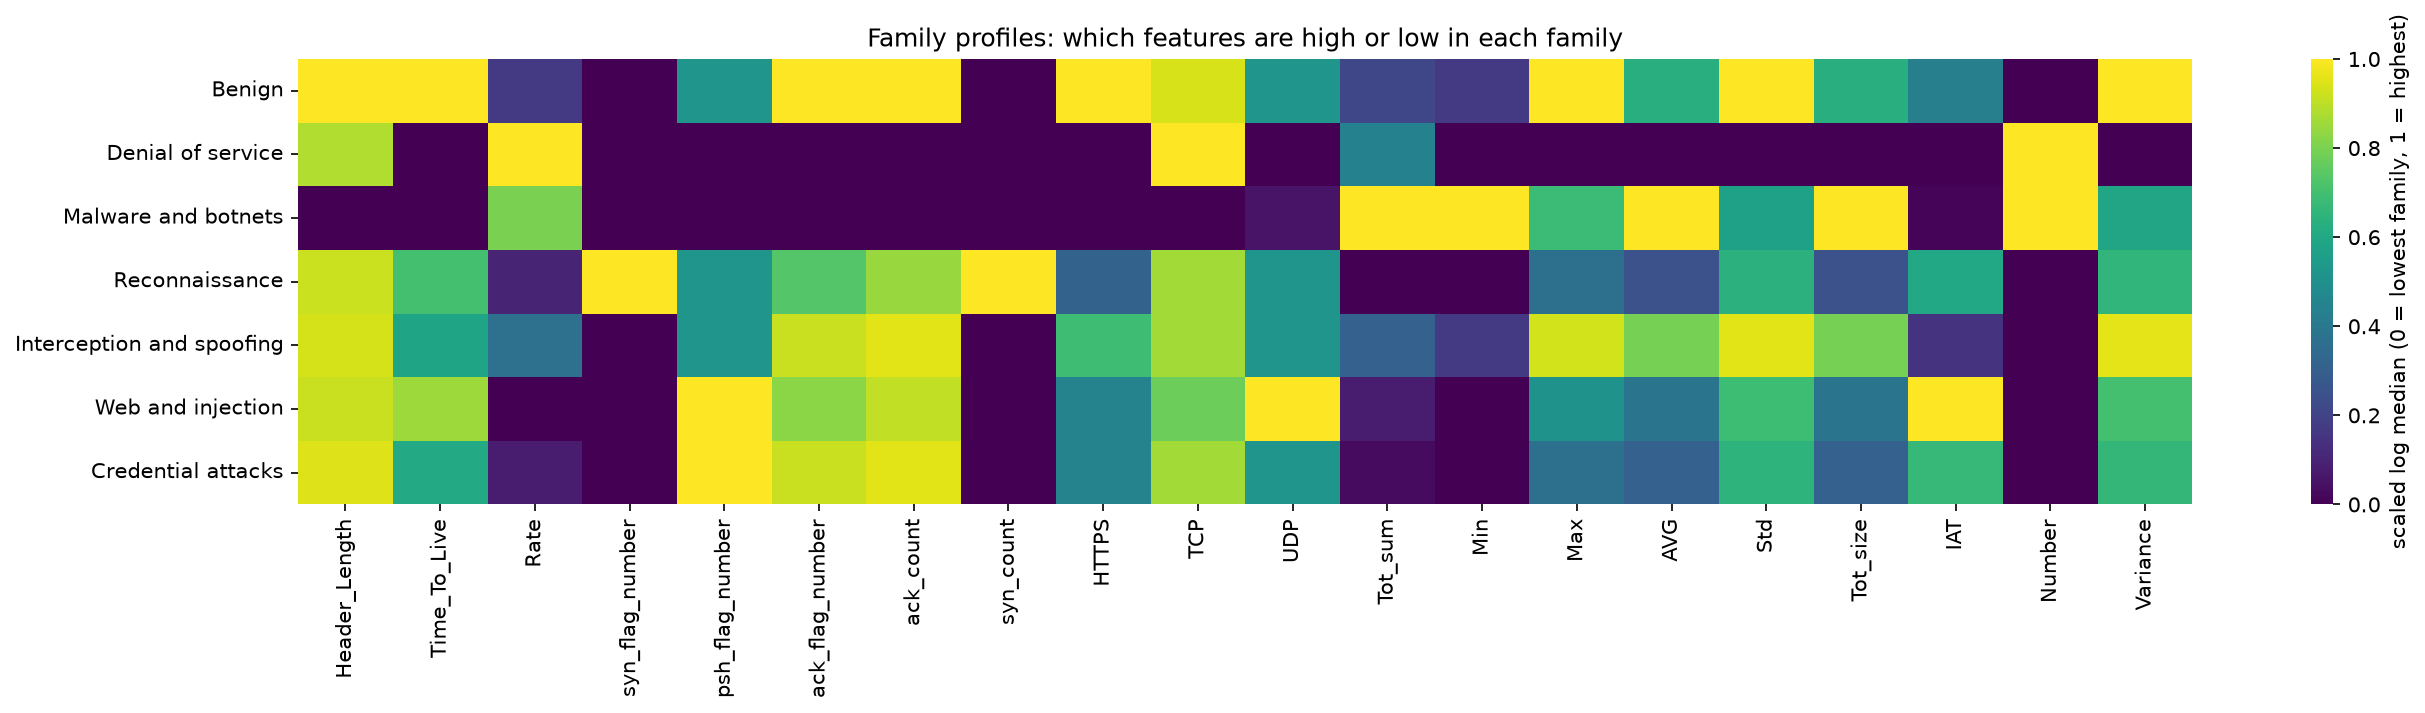 Family profiles: which features are high or low in each family
Benign
Denial of service
Malware and botnets
Reconnaissance
Interception and spoofing
Web and injection
Credential attacks
Header_Length
Time_To_Live
Rate
syn_flag_number
psh_flag_number
ack_flag_number
ack_count
syn_count
HTTPS
TCP
UDP
Tot_sum
Min
Max
AVG
Std
Tot_size
IAT
Number
Variance
1.0
0.8
0.6
0.4
0.2
0.0
scaled log median (0 = lowest family, 1 = highest)